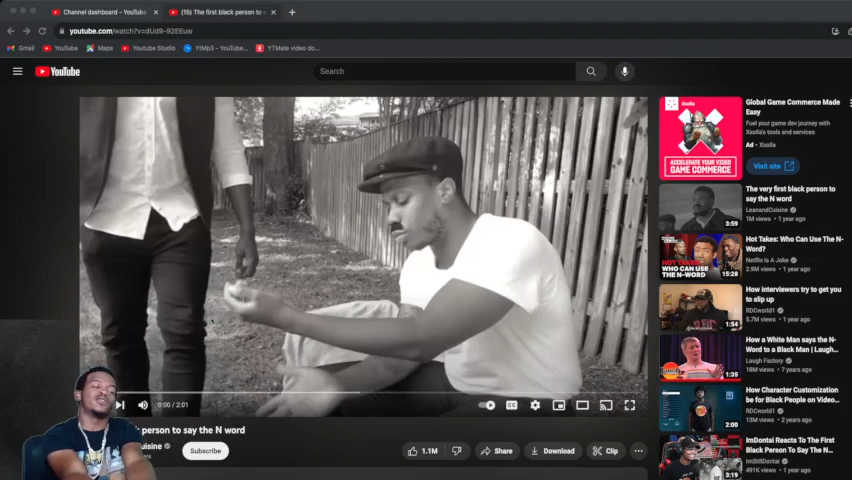 Channel dashboard - YouTube
(15) The first black person to s
youtube.com/watch?v=dUd9-92EEuw
Gmail
YouTube
Maps
YouTube Studio
YtMp3 - YouTube...
YTMate video do...
YouTube
Search
0:00 / 2:01
CC
person to say the N word
Cuisine
Subscribe
1.1M
Share
Download
Clip
Xsolla
ACCELERATE YOUR VIDEO
GAME COMMERCE
Global Game Commerce Made
Easy
Fuel your game dev journey with
Xsolla's tools and services
Ad • Xsolla
Visit site
3:59
The very first black person to
say the N word
LeanandCuisine
1M views • 1 year ago
HOT TAKES:
WHO CAN USE
THE N-WORD
15:28
Hot Takes: Who Can Use The N-
Word?
Netflix Is A Joke
2.9M views • 1 year ago
1:54
How interviewers try to get you
to slip up
RDCworld1
5.7M views • 1 year ago
1:35
How a White Man says the N-
Word to a Black Man | Laugh...
Laugh Factory
18M views • 7 years ago
2:00
How Character Customization
be for Black People on Video...
RDCworld1
13M views • 2 years ago
3:19
ImDontai Reacts To The First
Black Person To Say The N...
ImStillDontai
491K views • 1 year ago